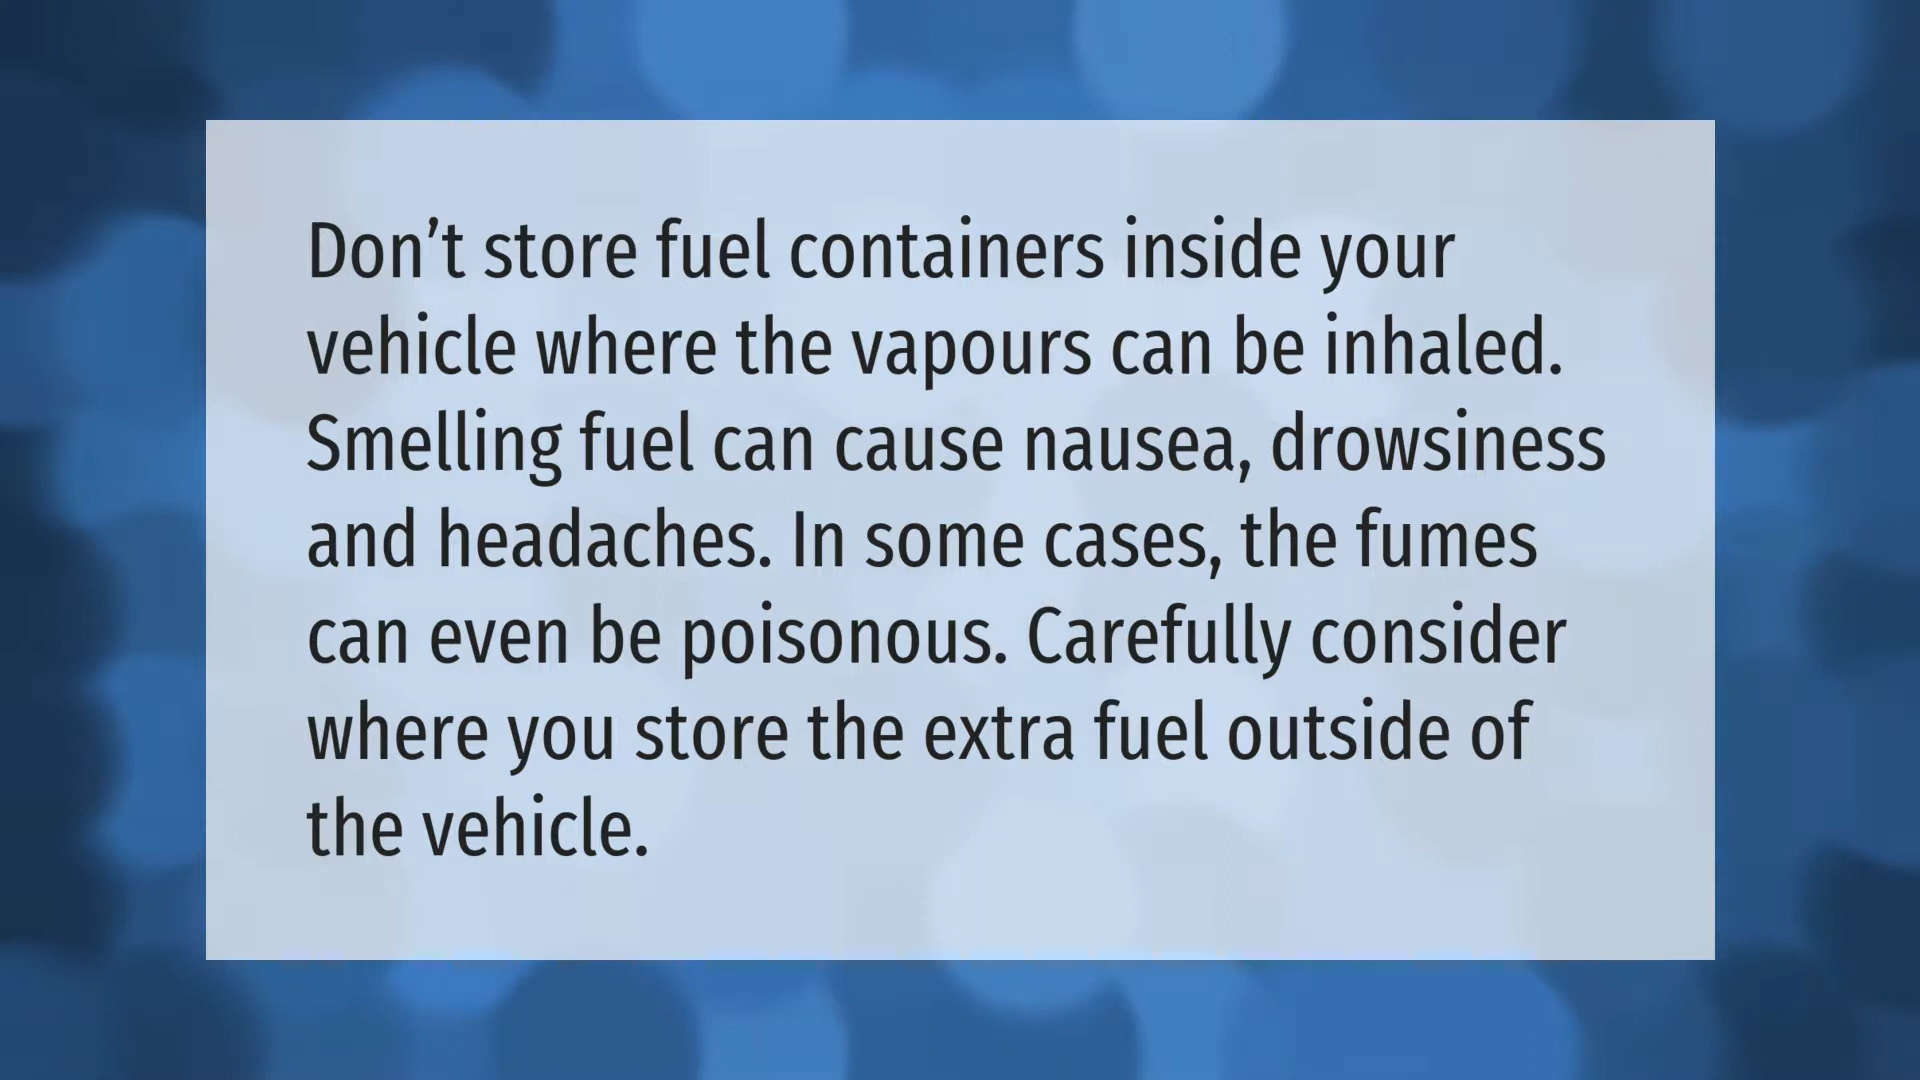 Don’t store fuel containers inside your
vehicle where the vapours can be inhaled.
Smelling fuel can cause nausea, drowsiness
and headaches. In some cases, the fumes
can even be poisonous. Carefully consider
where you store the extra fuel outside of
the vehicle.